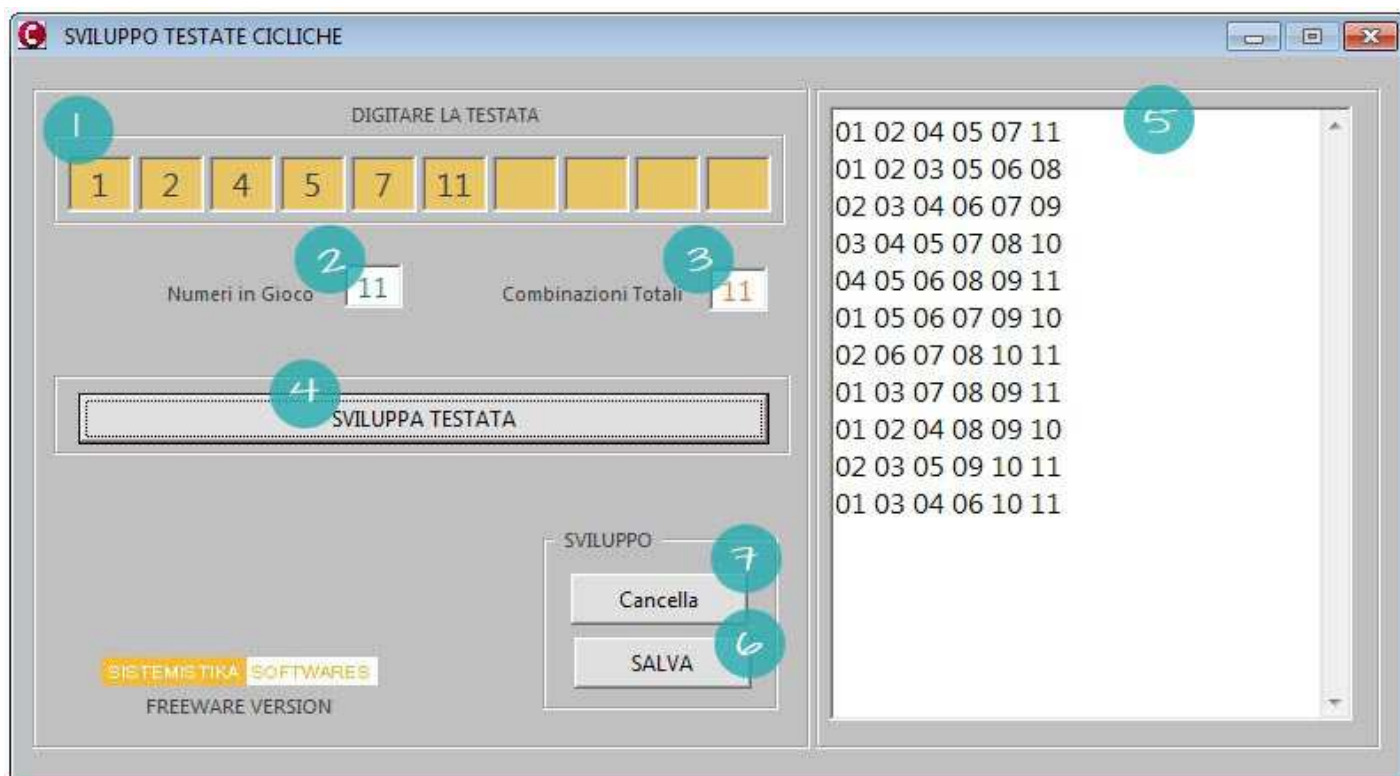 SVILUPPO TESTATE CICLICHE
1
DIGITARE LA TESTATA
1 2 4 5 7 11
2
Numeri in Gioco 11
3
Combinazioni Totali 11
4
SVILUPPA TESTATA
SVILUPPO
7
Cancella
6
SALVA
SISTEMISTIKA SOFTWARES
FREEWARE VERSION
5
01 02 04 05 07 11
01 02 03 05 06 08
02 03 04 06 07 09
03 04 05 07 08 10
04 05 06 08 09 11
01 05 06 07 09 10
02 06 07 08 10 11
01 03 07 08 09 11
01 02 04 08 09 10
02 03 05 09 10 11
01 03 04 06 10 11